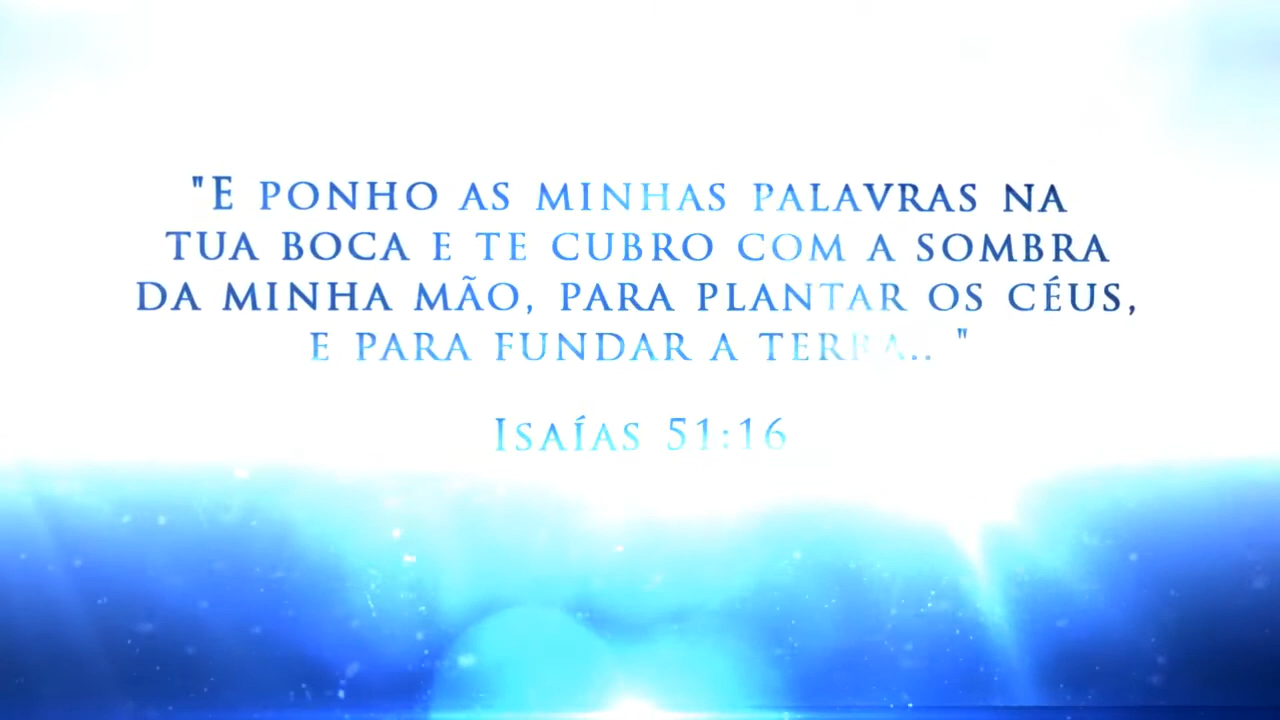 "E PONHO AS MINHAS PALAVRAS NA
TUA BOCA E TE CUBRO COM A SOMBRA
DA MINHA MÃO, PARA PLANTAR OS CÉUS,
E PARA FUNDAR A TERRA.. "
ISAÍAS 51:16